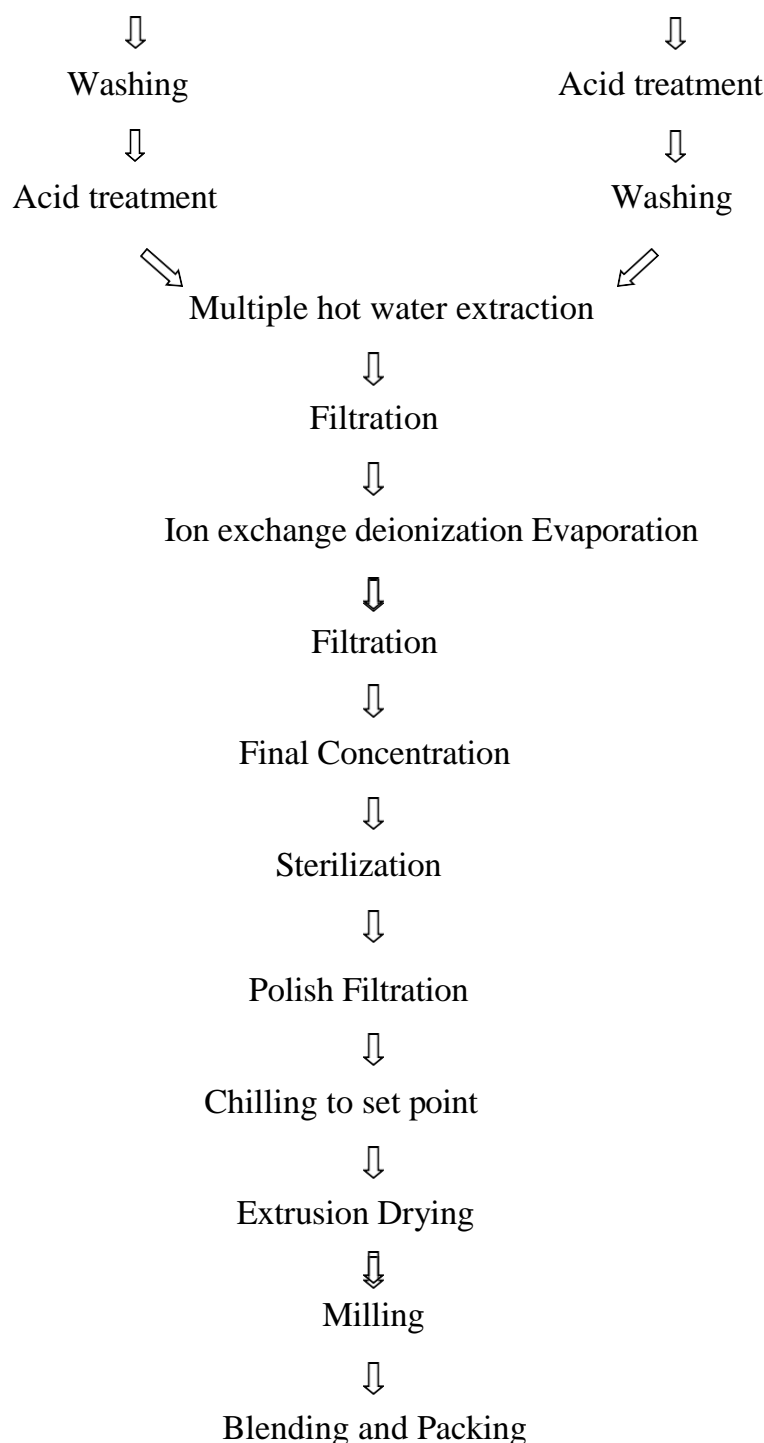 Washing Acid treatment
Acid treatment Washing
Multiple hot water extraction
Filtration
Ion exchange deionization Evaporation
Filtration
Final Concentration
Sterilization
Polish Filtration
Chilling to set point
Extrusion Drying
Milling
Blending and Packing